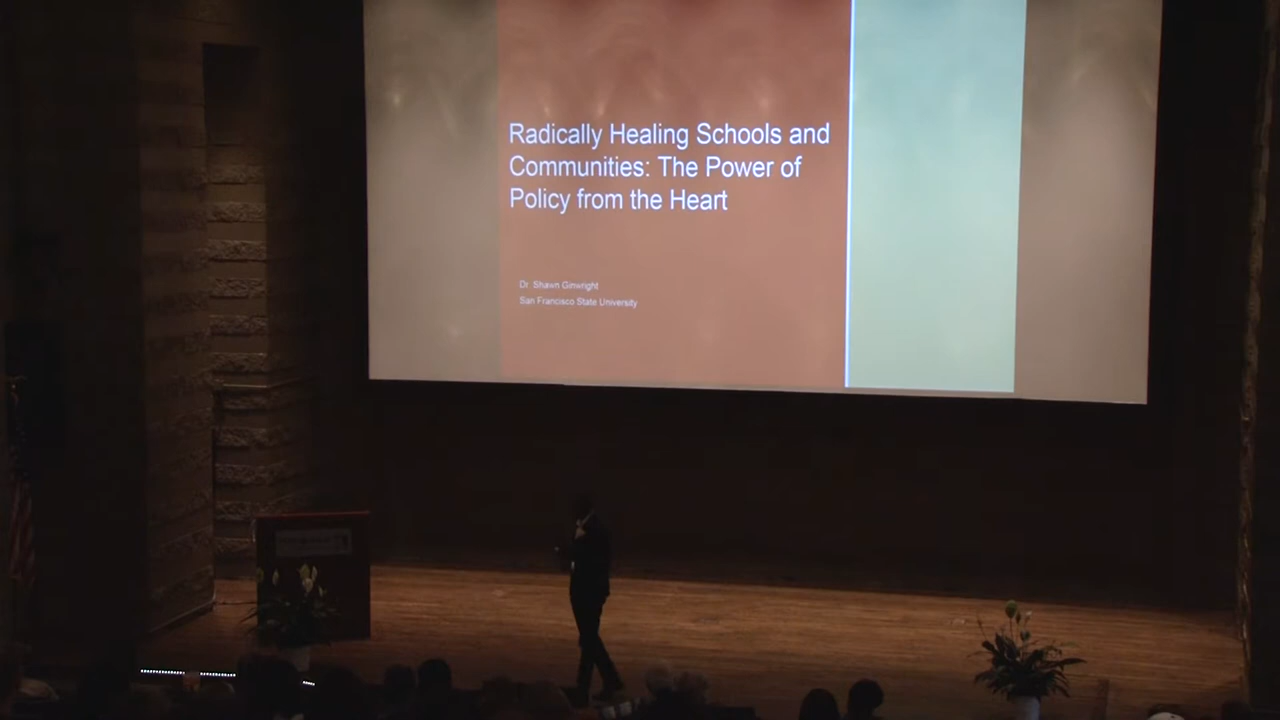 Radically Healing Schools and
Communities: The Power of
Policy from the Heart
Dr. Shawn Ginwright
San Francisco State University